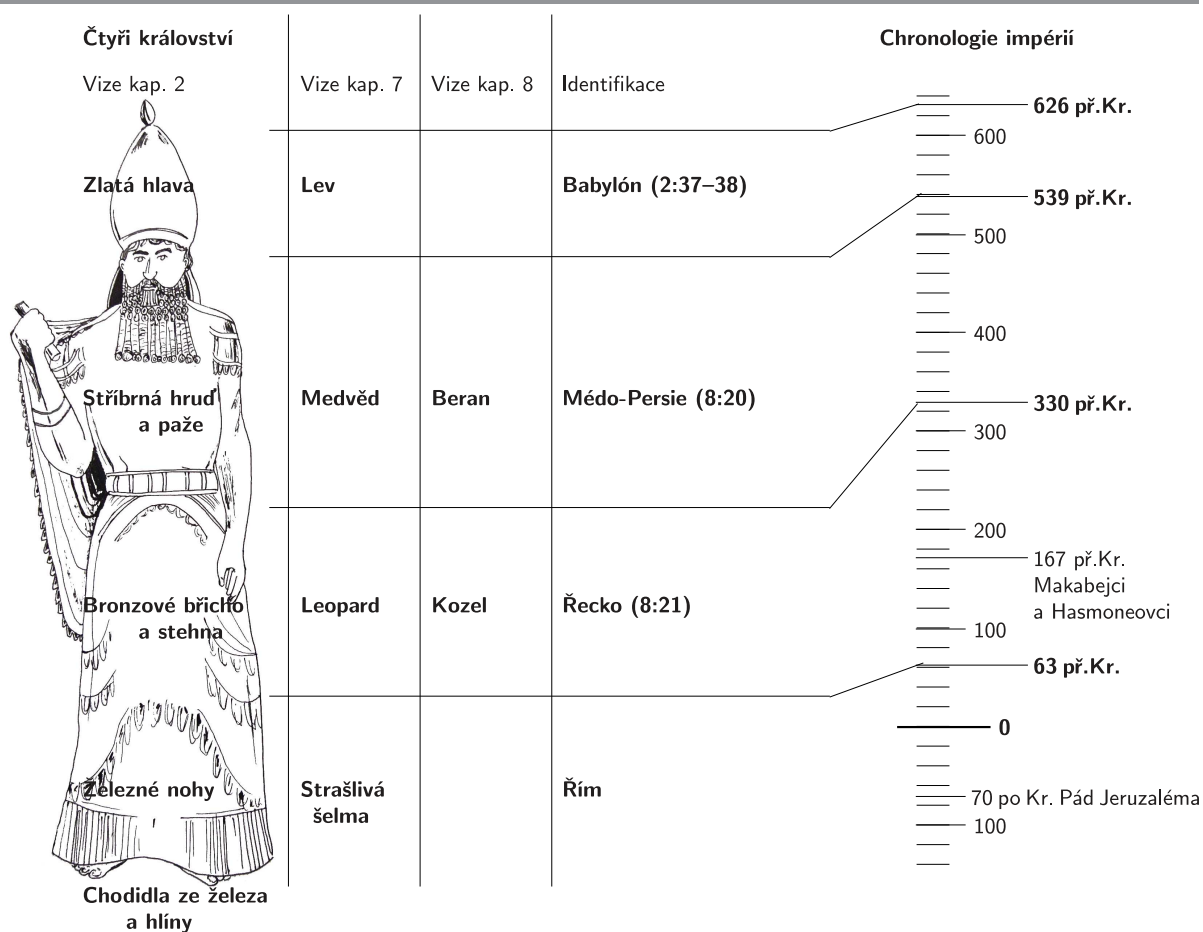 Čtyři království
Chronologie impérií
Vize kap. 2
Vize kap. 7
Vize kap. 8
Identifikace
626 př.Kr.
600
Zlatá hlava
Lev
Babylón (2:37–38)
539 př.Kr.
500
400
Stříbrná hruď
a paže
Medvěd
Beran
Médo-Persie (8:20)
330 př.Kr.
300
200
167 př.Kr.
Makabejci
a Hasmoneovci
Bronzové břicho
a stehna
Leopard
Kozel
Řecko (8:21)
100
63 př.Kr.
0
Železné nohy
Strašlivá
šelma
Řím
70 po Kr. Pád Jeruzaléma
100
Chodidla ze železa
a hlíny